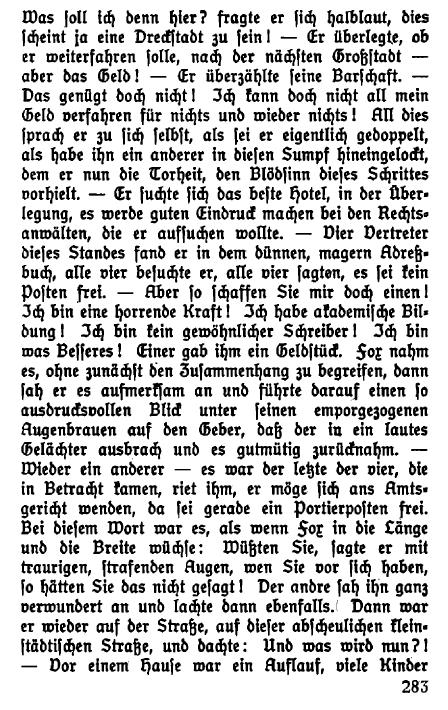 Was soll ich denn hier? fragte er sich halblaut, dies
scheint ja eine Dreckstadt zu sein! — Er überlegte, ob
er weiterfahren solle, nach der nächsten Großstadt —
aber das Geld! — Er überzählte seine Barschaft. —
Das genügt doch nicht! Ich kann doch nicht all mein
Geld verfahren für nichts und wieder nichts! All dies
sprach er zu sich selbst, als sei er eigentlich gedoppelt,
als habe ihn ein anderer in diesen Sumpf hineingelockt,
dem er nun die Torheit, den Blödsinn dieses Schrittes
vorhielt. — Er suchte sich das beste Hotel, in der Über-
legung, es werde guten Eindruck machen bei den Rechts-
anwälten, die er aufsuchen wollte. — Vier Vertreter
dieses Standes fand er in dem dünnen, magern Adreß-
buch, alle vier besuchte er, alle vier sagten, es sei kein
Posten frei. — Aber so schaffen Sie mir doch einen!
Ich bin eine horrende Kraft! Ich habe akademische Bil-
dung! Ich bin kein gewöhnlicher Schreiber! Ich bin
was Besseres! Einer gab ihm ein Geldstück. Fox nahm
es, ohne zunächst den Zusammenhang zu begreifen, dann
sah er es aufmerksam an und führte darauf einen so
ausdrucksvollen Blick unter seinen emporgezogenen
Augenbrauen auf den Geber, daß der in ein lautes
Gelächter ausbrach und es gutmütig zurücknahm. —
Wieder ein anderer — es war der letzte der vier, die
in Betracht kamen, riet ihm, er möge sich ans Amts-
gericht wenden, da sei gerade ein Portierposten frei.
Bei diesem Wort war es, als wenn Fox in die Länge
und die Breite wüchse: Wüßten Sie, sagte er mit
traurigen, strafenden Augen, wen Sie vor sich haben,
so hätten Sie das nicht gesagt! Der andre sah ihn ganz
verwundert an und lachte dann ebenfalls. Dann war
er wieder auf der Straße, auf dieser abscheulichen klein-
städtischen Straße, und dachte: Und was wird nun?!
— Vor einem Hause war ein Auflauf, viele Kinder
283